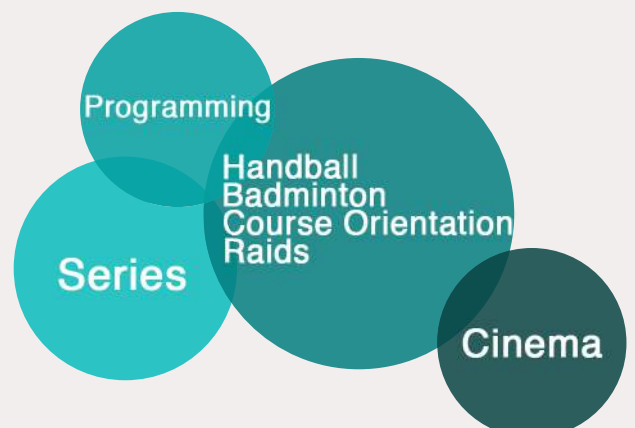 Programming
Handball
Badminton
Course Orientation
Raids
Series
Cinema